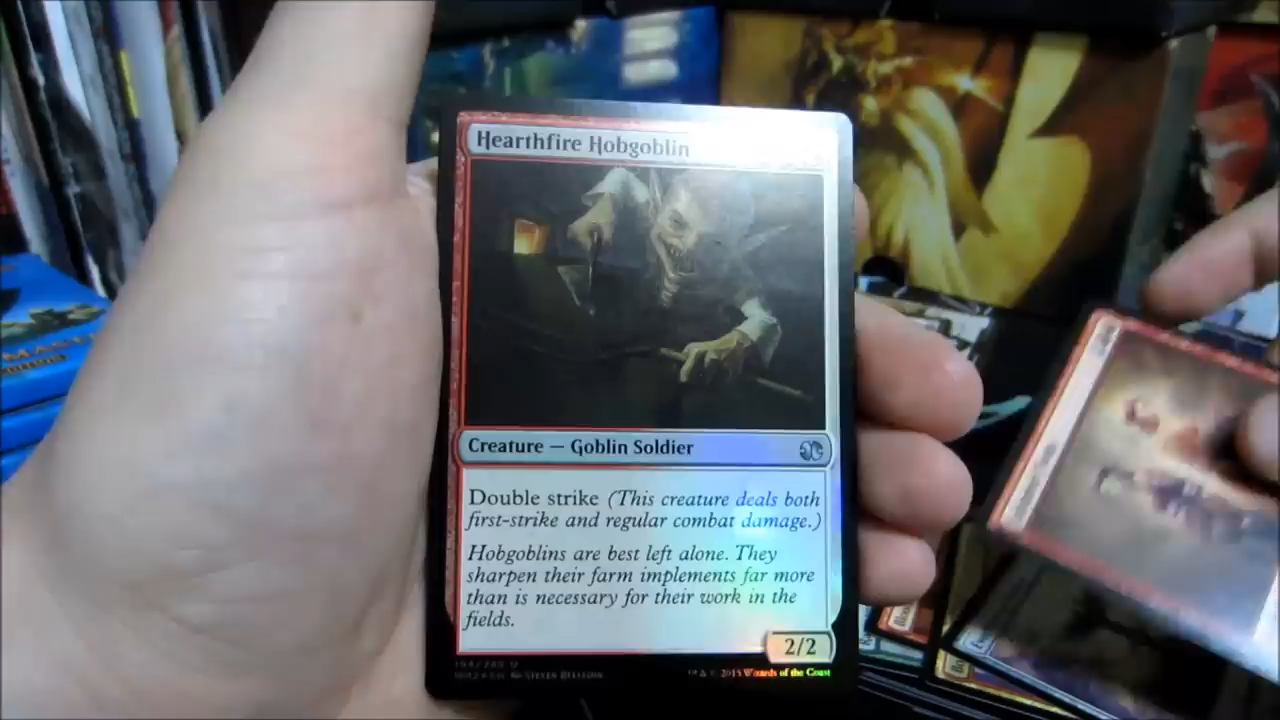 Hearthfire Hobgoblin
Creature — Goblin Soldier
Double strike (This creature deals both
first-strike and regular combat damage.)
Hobgoblins are best left alone. They
sharpen their farm implements far more
than is necessary for their work in the
fields.
2/2
2015 Wizards of the Coast